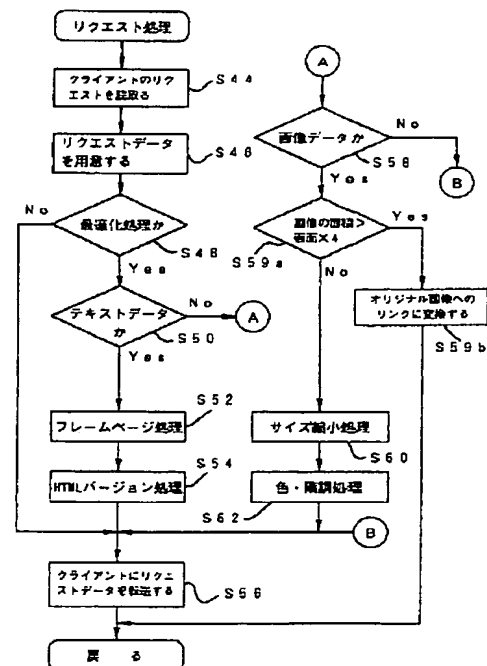 リクエスト処理
クライアントのリク
エストを読取る
S44
リクエストデータ
を用意する
S46
最適化処理か
S48
No
Yes
テキストデータ
か
S50
No
A
Yes
フレームページ処理
S52
HTMLバージョン処理
S54
クライアントにリクエ
ストデータを転送する
S56
戻 る
A
画像データか
S58
No
B
Yes
画像の面積>
画面×4
S59a
Yes
No
オリジナル画像への
リンクに変換する
S59b
サイズ縮小処理
S60
色・階調処理
S62
B